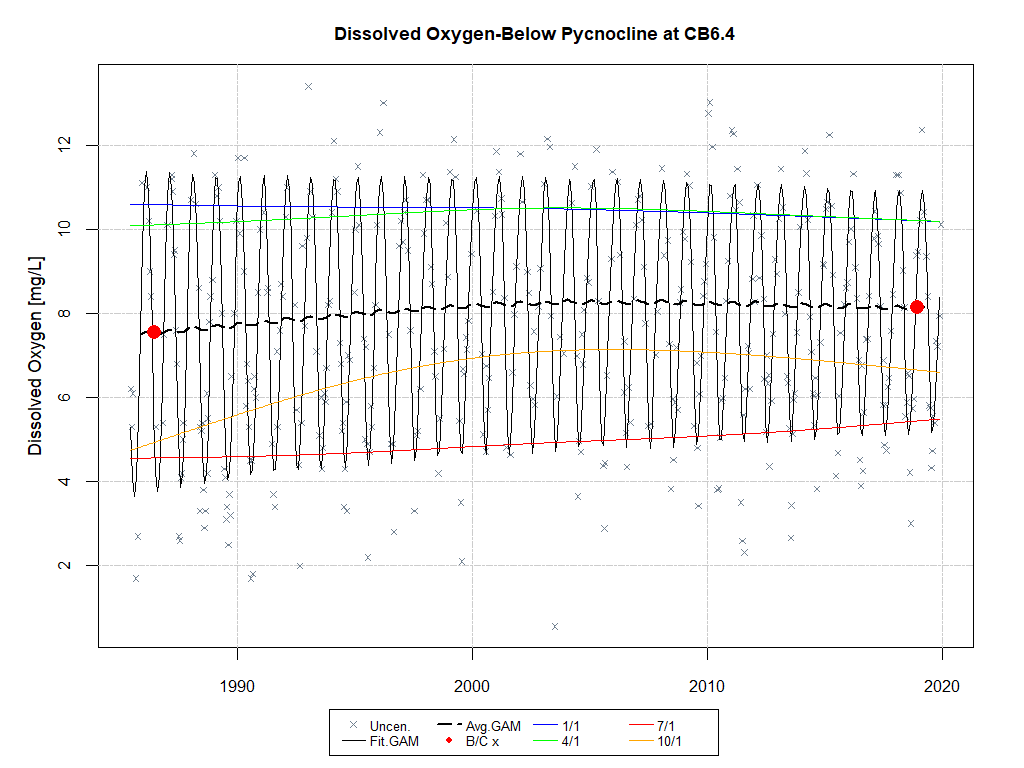 Dissolved Oxygen-Below Pycnocline at CB6.4
Dissolved Oxygen [mg/L]
12
10
8
6
4
2
1990 2000 2010 2020
Uncen. Avg.GAM 1/1 7/1
Fit.GAM B/C x 4/1 10/1